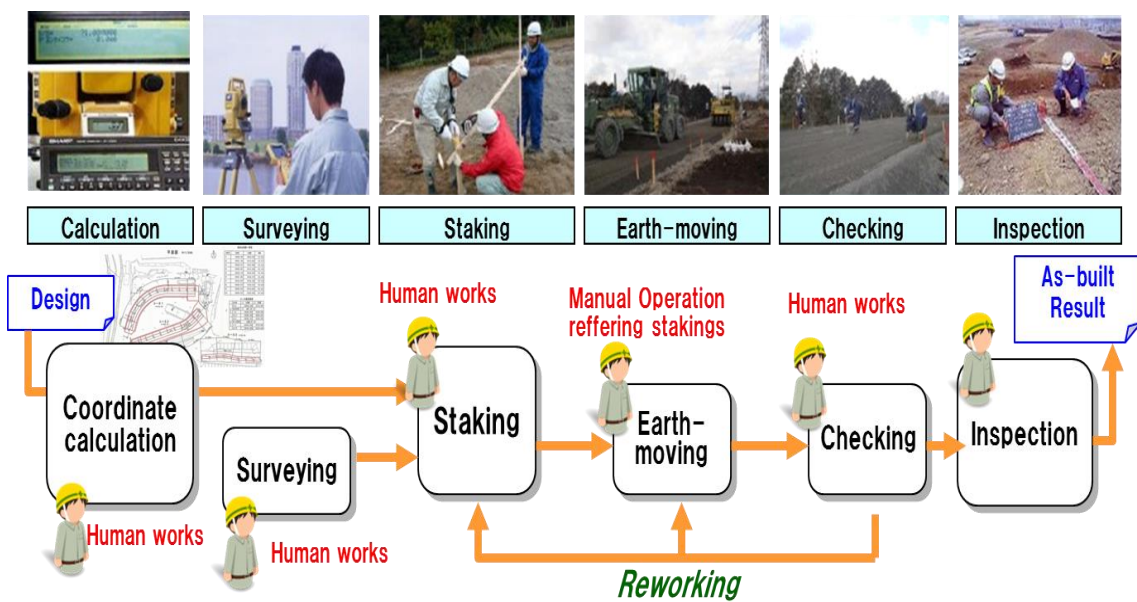 Calculation
Surveying
Staking
Earth-moving
Checking
Inspection
Design
Human works
Manual Operation
reffering stakings
Human works
As-built
Result
Coordinate
calculation
Surveying
Staking
Earth-
moving
Checking
Inspection
Human works
Human works
Reworking